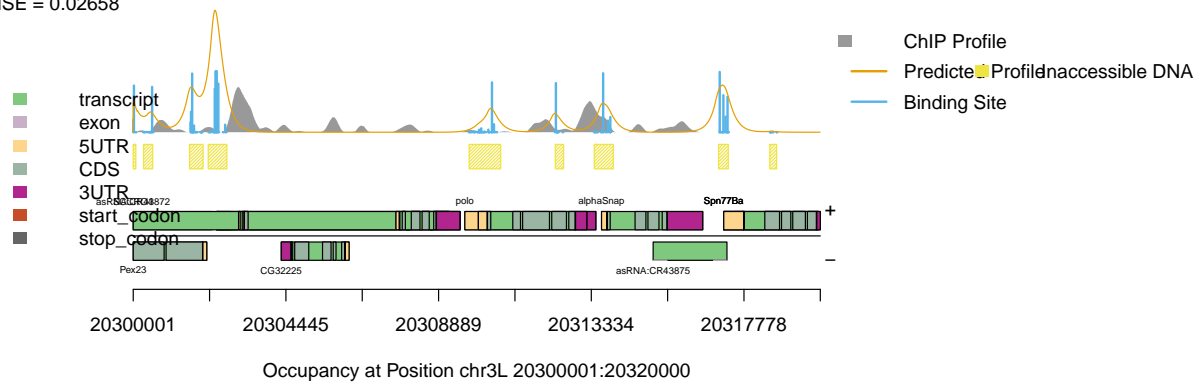 = 0.02658
ChIP Profile
Predicted Profile
Inaccessible DNA
Binding Site
transcript
exon
5UTR
CDS
3UTR
start_codon
stop_codon
polo
alphaSnap
Spn77Ba
+
Pex23
CG32225
asRNA:CR43875
−
20300001 20304445 20308889 20313334 20317778
Occupancy at Position chr3L 20300001:20320000